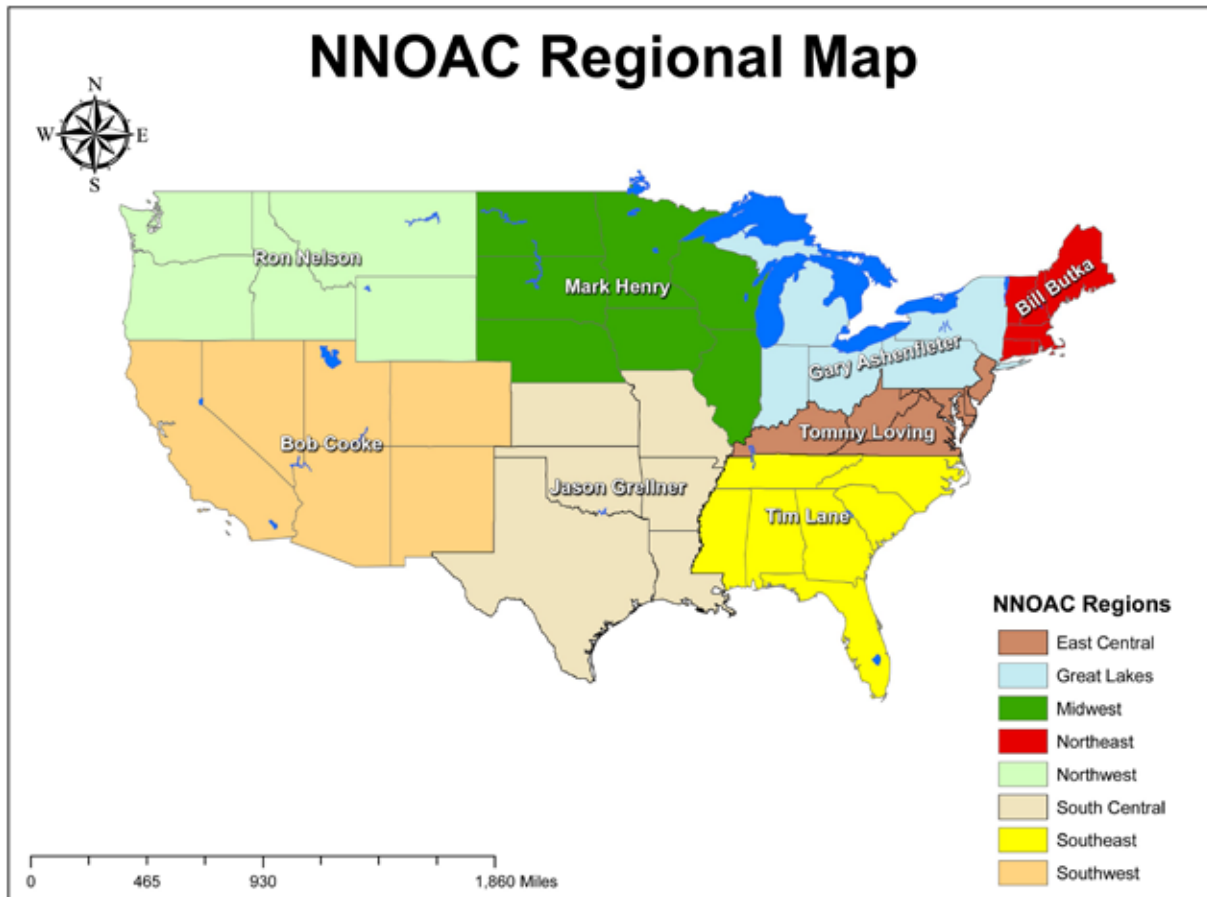 NNOAC Regional Map
N
W E
S
Ron Nelson
Mark Henry
Bill Butka
Gary Ashenfleter
Bob Cooke
Tommy Loving
Jason Grellner
Tim Lane
NNOAC Regions
East Central
Great Lakes
Midwest
Northeast
Northwest
South Central
Southeast
Southwest
0 465 930 1,860 Miles